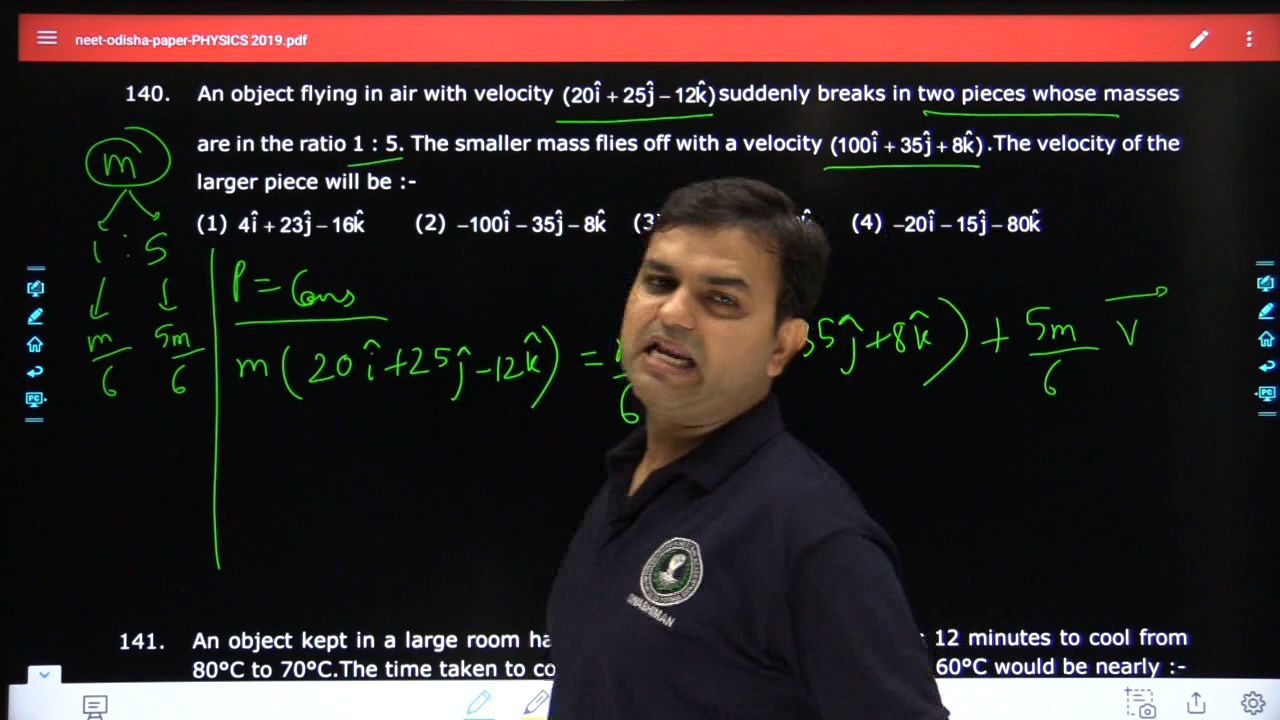 neet-odisha-paper-PHYSICS 2019.pdf
140. An object flying in air with velocity (20î + 25ĵ − 12k̂) suddenly breaks in two pieces whose masses
are in the ratio 1 : 5. The smaller mass flies off with a velocity (100î + 35ĵ + 8k̂) .The velocity of the
larger piece will be :-
(1) 4î + 23ĵ − 16k̂ (2) −100î − 35ĵ − 8k̂ (3) (4) −20î − 15ĵ − 80k̂
m
1 : 5
m/6 5m/6
P = Cons
m (20î + 25ĵ − 12k̂) = 6 35ĵ + 8k̂) + 5m/6 v⃗
141. An object kept in a large room 12 minutes to cool from
80°C to 70°C.The time taken to 60°C would be nearly :-
PC
PC